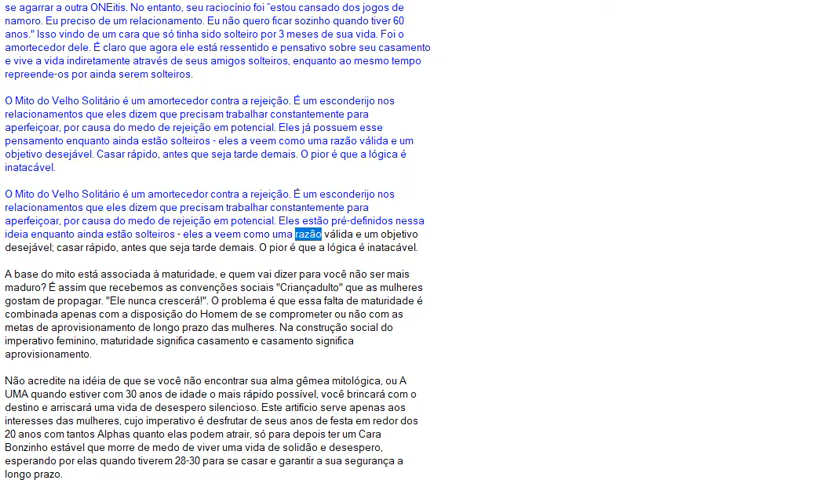 se agarrar a outra ONEitis. No entanto, seu raciocínio foi "estou cansado dos jogos de
namoro. Eu preciso de um relacionamento. Eu não quero ficar sozinho quando tiver 60
anos." Isso vindo de um cara que só tinha sido solteiro por 3 meses de sua vida. Foi o
amortecedor dele. É claro que agora ele está ressentido e pensativo sobre seu casamento
e vive a vida indiretamente através de seus amigos solteiros, enquanto ao mesmo tempo
repreende-os por ainda serem solteiros.
O Mito do Velho Solitário é um amortecedor contra a rejeição. É um esconderijo nos
relacionamentos que eles dizem que precisam trabalhar constantemente para
aperfeiçoar, por causa do medo de rejeição em potencial. Eles já possuem esse
pensamento enquanto ainda estão solteiros - eles a veem como uma razão válida e um
objetivo desejável. Casar rápido, antes que seja tarde demais. O pior é que a lógica é
inatacável.
O Mito do Velho Solitário é um amortecedor contra a rejeição. É um esconderijo nos
relacionamentos que eles dizem que precisam trabalhar constantemente para
aperfeiçoar, por causa do medo de rejeição em potencial. Eles estão pré-definidos nessa
ideia enquanto ainda estão solteiros - eles a veem como uma razão válida e um objetivo
desejável; casar rápido, antes que seja tarde demais. O pior é que a lógica é inatacável.
A base do mito está associada à maturidade, e quem vai dizer para você não ser mais
maduro? É assim que recebemos as convenções sociais "Criançadulto" que as mulheres
gostam de propagar. "Ele nunca crescerá!". O problema é que essa falta de maturidade é
combinada apenas com a disposição do Homem de se comprometer ou não com as
metas de aprovisionamento de longo prazo das mulheres. Na construção social do
imperativo feminino, maturidade significa casamento e casamento significa
aprovisionamento.
Não acredite na idéia de que se você não encontrar sua alma gêmea mitológica, ou A
UMA quando estiver com 30 anos de idade o mais rápido possível, você brincará com o
destino e arriscará uma vida de desespero silencioso. Este artifício serve apenas aos
interesses das mulheres, cujo imperativo é desfrutar de seus anos de festa em redor dos
20 anos com tantos Alphas quanto elas podem atrair, só para depois ter um Cara
Bonzinho estável que morre de medo de viver uma vida de solidão e desespero,
esperando por elas quando tiverem 28-30 para se casar e garantir a sua segurança a
longo prazo.